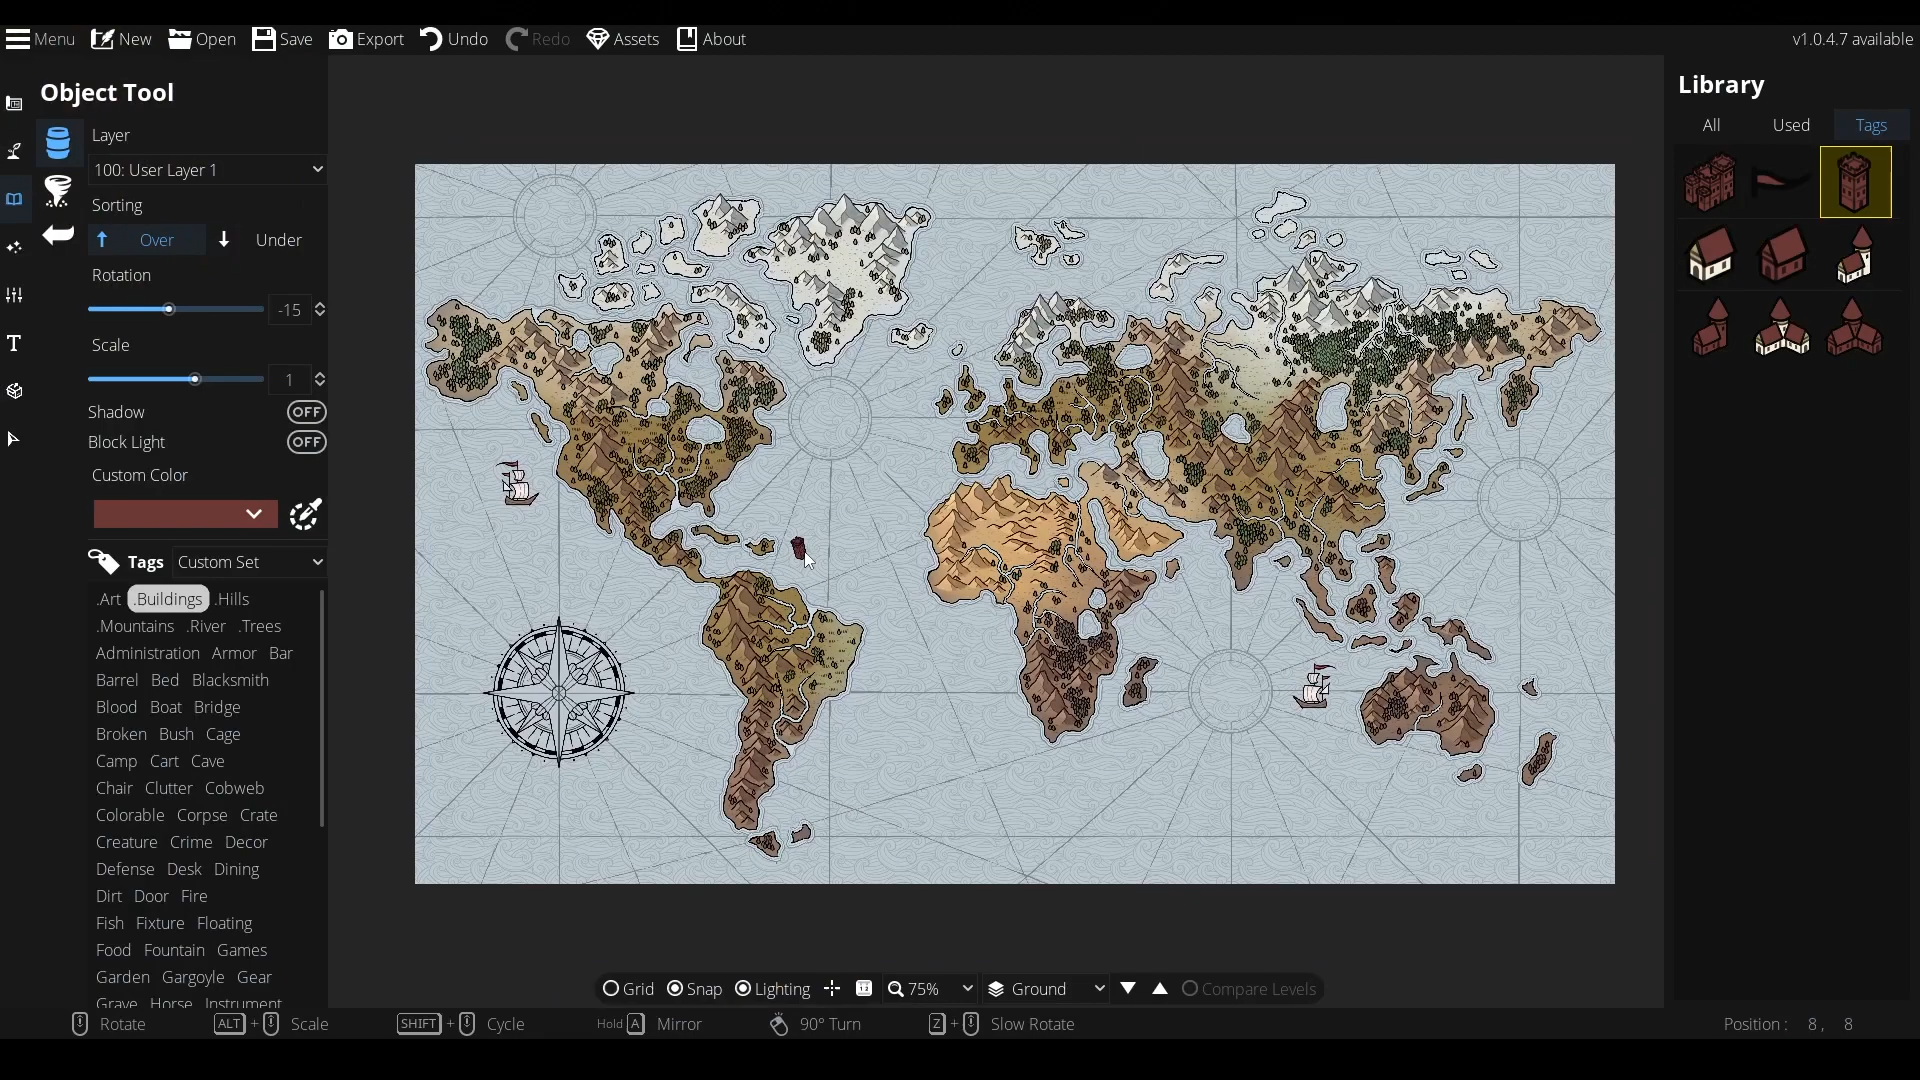 Menu New Open Save Export Undo Redo Assets About v1.0.4.7 available
Object Tool
Layer
100: User Layer 1
Sorting
Over Under
Rotation
-15
Scale
1
Shadow OFF
Block Light OFF
Custom Color
Tags Custom Set
.Art .Buildings .Hills
.Mountains .River .Trees
Administration Armor Bar
Barrel Bed Blacksmith
Blood Boat Bridge
Broken Bush Cage
Camp Cart Cave
Chair Clutter Cobweb
Colorable Corpse Crate
Creature Crime Decor
Defense Desk Dining
Dirt Door Fire
Fish Fixture Floating
Food Fountain Games
Garden Gargoyle Gear
Grave Horse Instrument
Library
All Used Tags
Grid Snap Lighting 75% Ground Compare Levels
Rotate ALT + Scale SHIFT + Cycle Hold A Mirror 90° Turn Z + Slow Rotate Position : 8 , 8